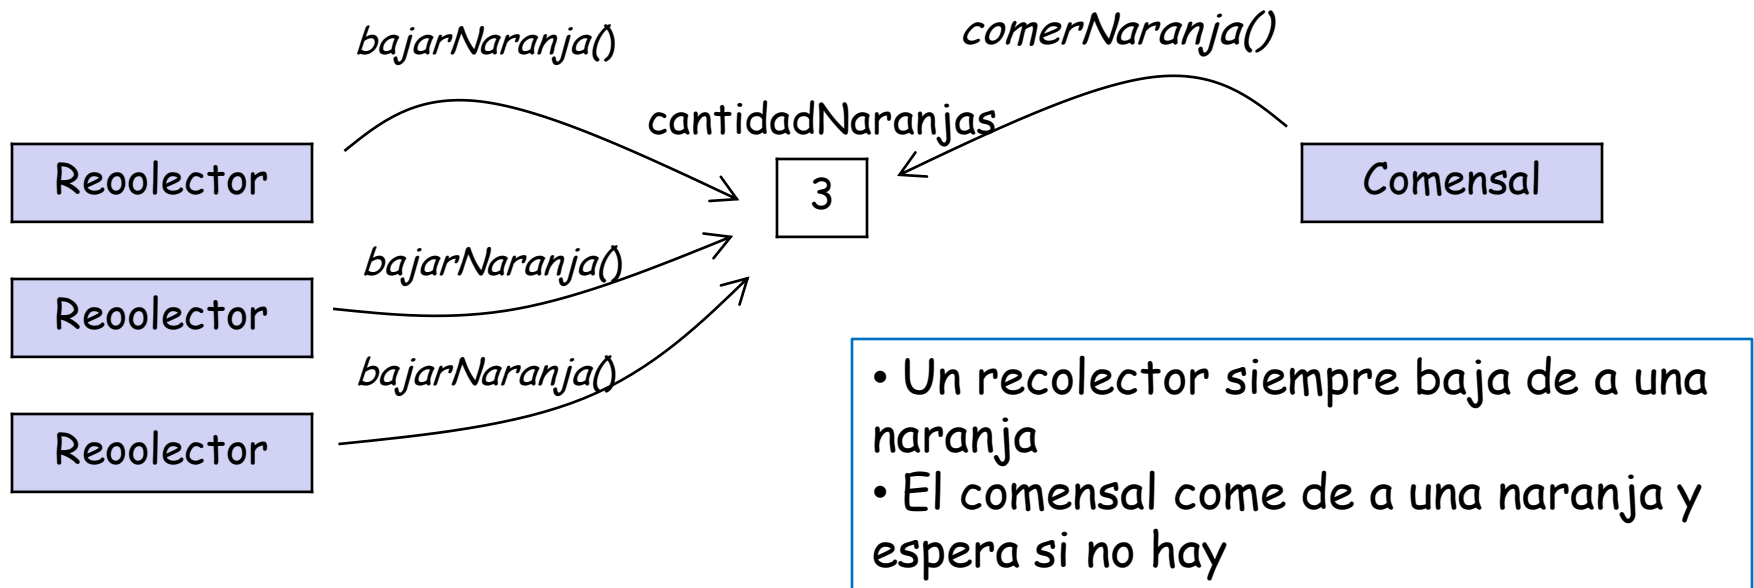 bajarNaranja()
comerNaranja()
cantidadNaranjas
Reoolector
3
Comensal
bajarNaranja()
Reoolector
bajarNaranja()
Reoolector
• Un recolector siempre baja de a una
naranja
• El comensal come de a una naranja y
espera si no hay